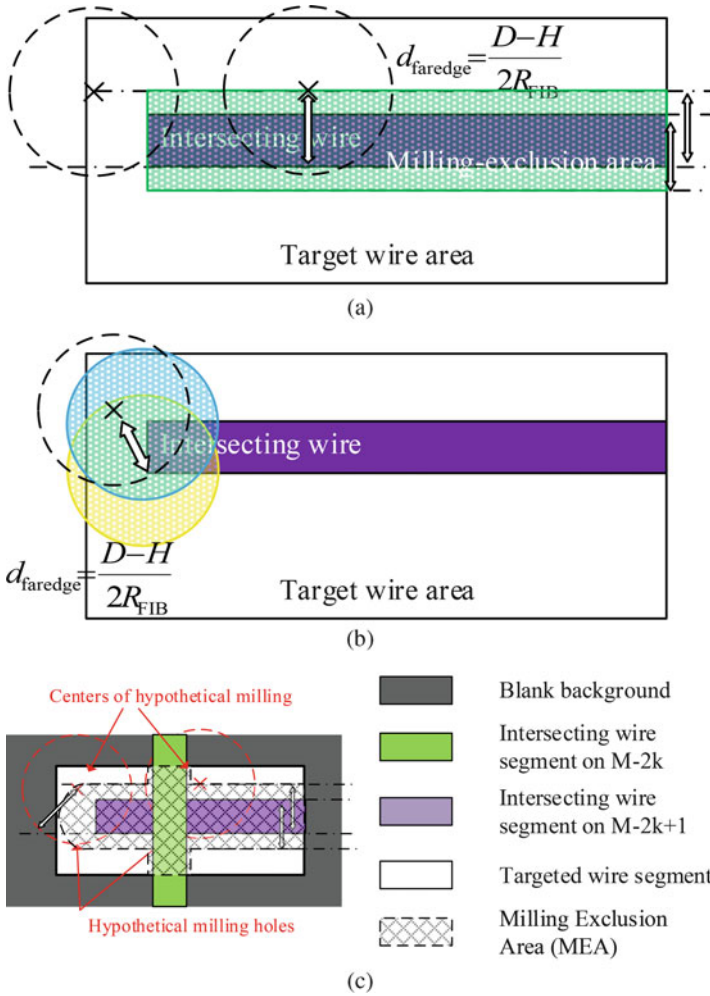 d_faredge = D−H
2R_FIB
Intersecting wire
Milling-exclusion area
Target wire area
(a)
Intersecting wire
d_faredge = D−H
2R_FIB
Target wire area
(b)
Centers of hypothetical milling
Hypothetical milling holes
Blank background
Intersecting wire
segment on M-2k
Intersecting wire
segment on M-2k+1
Targeted wire segment
Milling Exclusion
Area (MEA)
(c)